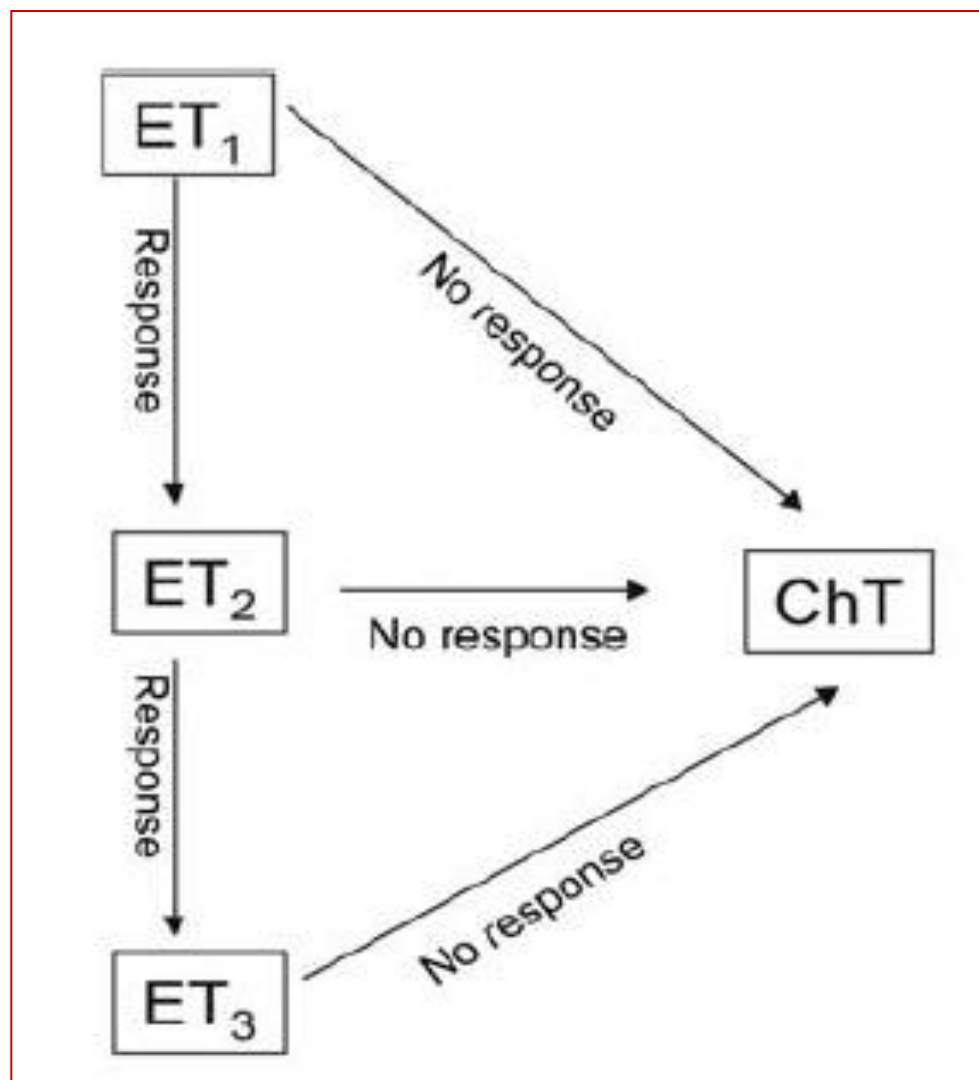 ET₁
Response
No response
ET₂
No response
ChT
Response
No response
ET₃